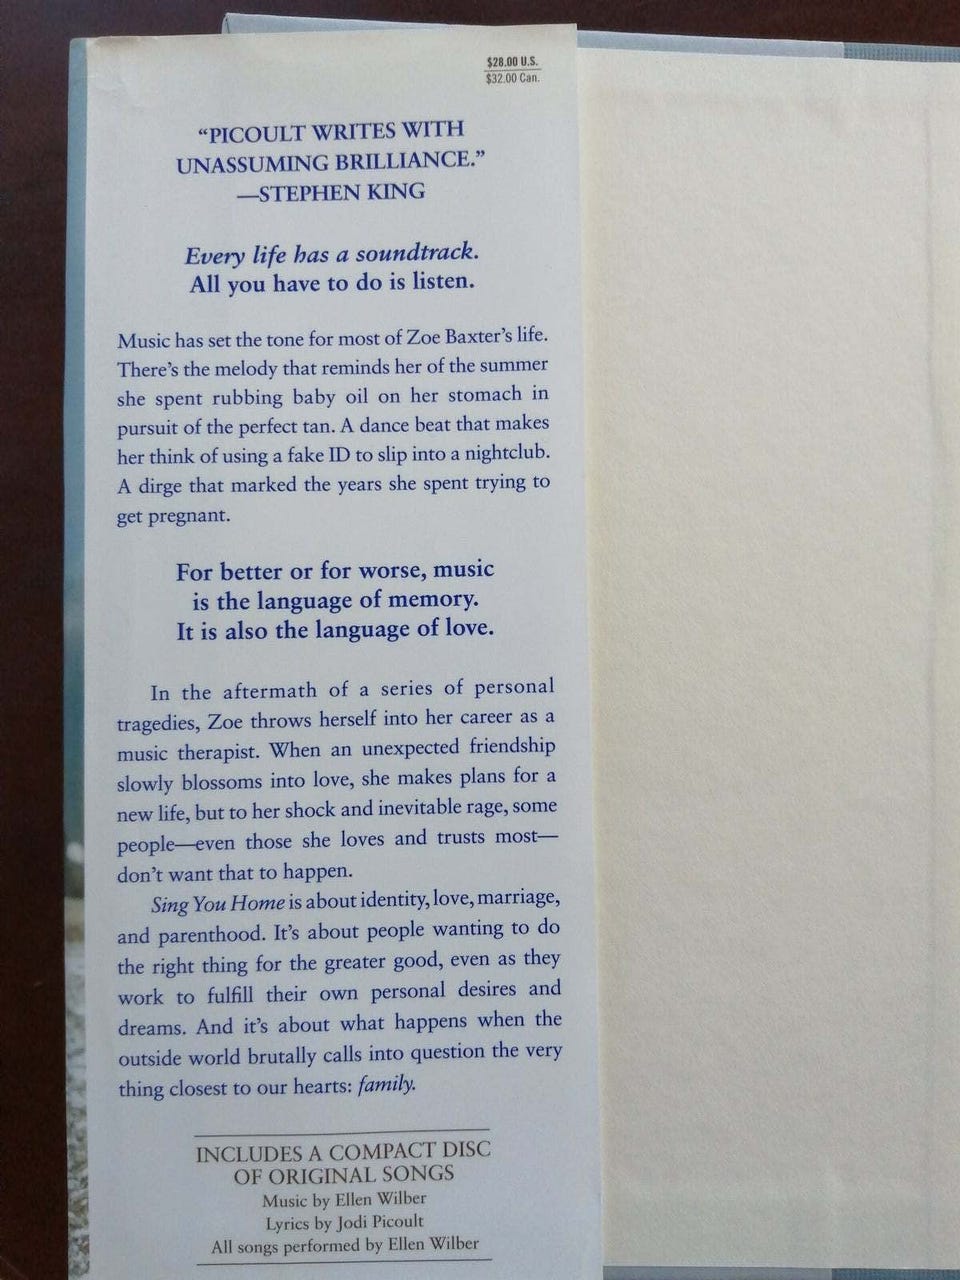 $28.00 U.S.
$32.00 Can.
“PICOULT WRITES WITH
UNASSUMING BRILLIANCE.”
—STEPHEN KING
Every life has a soundtrack.
All you have to do is listen.
Music has set the tone for most of Zoe Baxter’s life.
There’s the melody that reminds her of the summer
she spent rubbing baby oil on her stomach in
pursuit of the perfect tan. A dance beat that makes
her think of using a fake ID to slip into a nightclub.
A dirge that marked the years she spent trying to
get pregnant.
For better or for worse, music
is the language of memory.
It is also the language of love.
In the aftermath of a series of personal
tragedies, Zoe throws herself into her career as a
music therapist. When an unexpected friendship
slowly blossoms into love, she makes plans for a
new life, but to her shock and inevitable rage, some
people—even those she loves and trusts most—
don’t want that to happen.
Sing You Home is about identity, love, marriage,
and parenthood. It’s about people wanting to do
the right thing for the greater good, even as they
work to fulfill their own personal desires and
dreams. And it’s about what happens when the
outside world brutally calls into question the very
thing closest to our hearts: family.
INCLUDES A COMPACT DISC
OF ORIGINAL SONGS
Music by Ellen Wilber
Lyrics by Jodi Picoult
All songs performed by Ellen Wilber